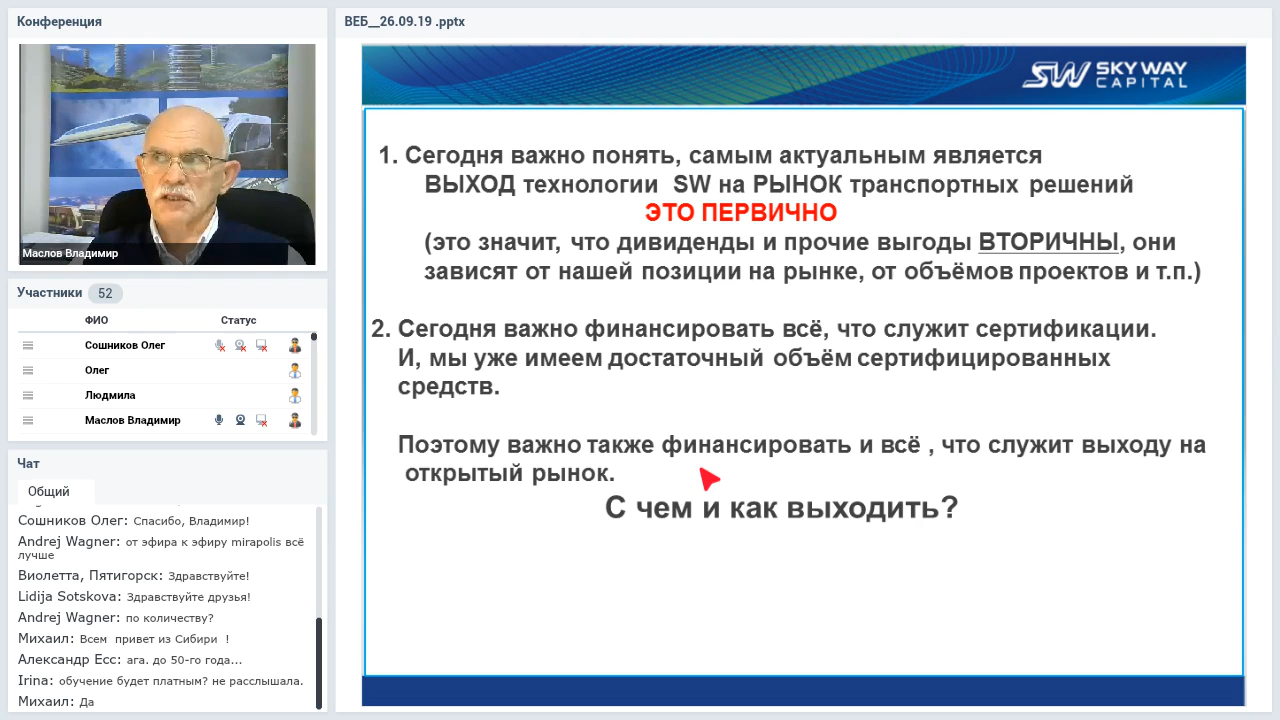 Конференция
Маслов Владимир
Участники 52
ФИО Статус
Сошников Олег
Олег
Людмила
Маслов Владимир
Чат
Общий
Сошников Олег: Спасибо, Владимир!
Andrej Wagner: от эфира к эфиру mirapolis всё
лучше
Виолетта, Пятигорск: Здравствуйте!
Lidija Sotskova: Здравствуйте друзья!
Andrej Wagner: по количеству?
Михаил: Всем привет из Сибири !
Александр Есс: ага. до 50-го года...
Irina: обучение будет платным? не расслышала.
Михаил: Да
ВЕБ__26.09.19 .pptx
SW SKY WAY
CAPITAL
1. Сегодня важно понять, самым актуальным является
ВЫХОД технологии SW на РЫНОК транспортных решений
ЭТО ПЕРВИЧНО
(это значит, что дивиденды и прочие выгоды ВТОРИЧНЫ, они
зависят от нашей позиции на рынке, от объёмов проектов и т.п.)
2. Сегодня важно финансировать всё, что служит сертификации.
И, мы уже имеем достаточный объём сертифицированных
средств.
Поэтому важно также финансировать и всё , что служит выходу на
открытый рынок.
С чем и как выходить?